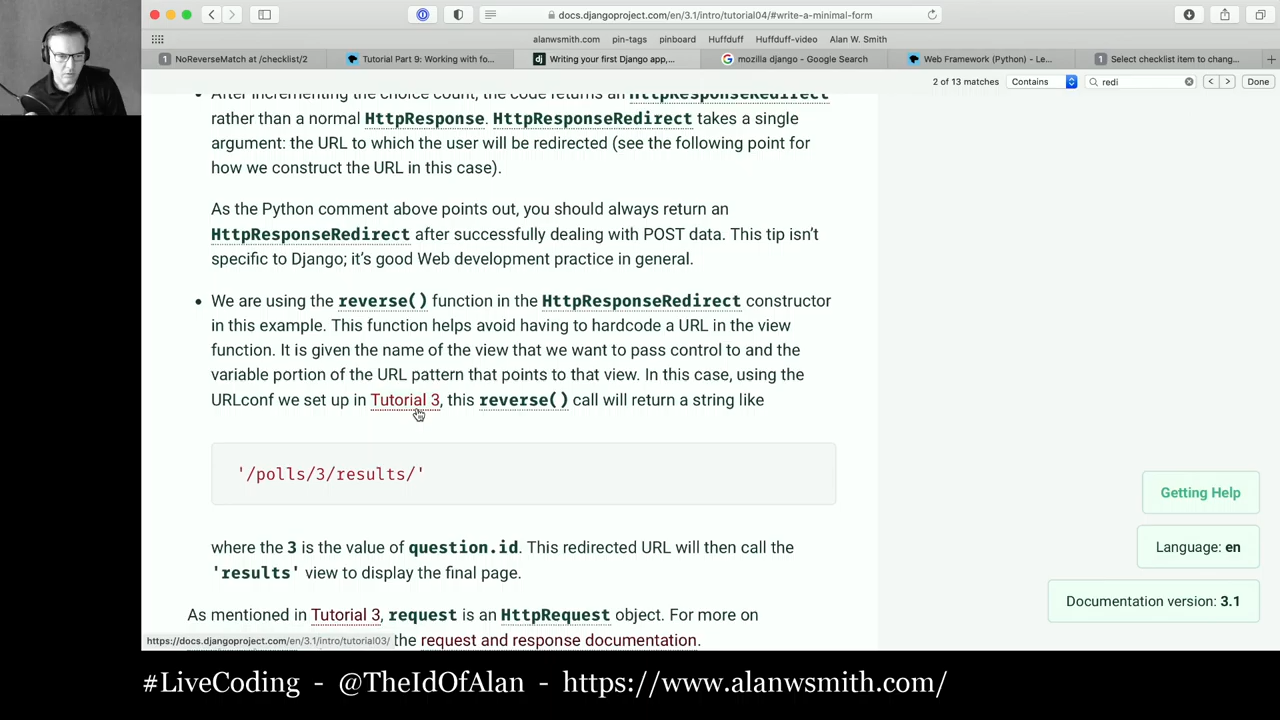 docs.djangoproject.com/en/3.1/intro/tutorial04/#write-a-minimal-form
alanwsmith.com pin-tags pinboard Huffduff Huffduff-video Alan W. Smith
1 NoReverseMatch at /checklist/2 Tutorial Part 9: Working with fo... dj Writing your first Django app,... G mozilla django - Google Search Web Framework (Python) - Le... 1 Select checklist item to chang...
2 of 13 matches Contains redi Done
After incrementing the choice count, the code returns an HttpResponseRedirect
rather than a normal HttpResponse. HttpResponseRedirect takes a single
argument: the URL to which the user will be redirected (see the following point for
how we construct the URL in this case).
As the Python comment above points out, you should always return an
HttpResponseRedirect after successfully dealing with POST data. This tip isn’t
specific to Django; it’s good Web development practice in general.
• We are using the reverse() function in the HttpResponseRedirect constructor
in this example. This function helps avoid having to hardcode a URL in the view
function. It is given the name of the view that we want to pass control to and the
variable portion of the URL pattern that points to that view. In this case, using the
URLconf we set up in Tutorial 3, this reverse() call will return a string like
'/polls/3/results/'
where the 3 is the value of question.id. This redirected URL will then call the
'results' view to display the final page.
As mentioned in Tutorial 3, request is an HttpRequest object. For more on
https://docs.djangoproject.com/en/3.1/intro/tutorial03/ the request and response documentation.
Getting Help
Language: en
Documentation version: 3.1
#LiveCoding - @TheIdOfAlan - https://www.alanwsmith.com/